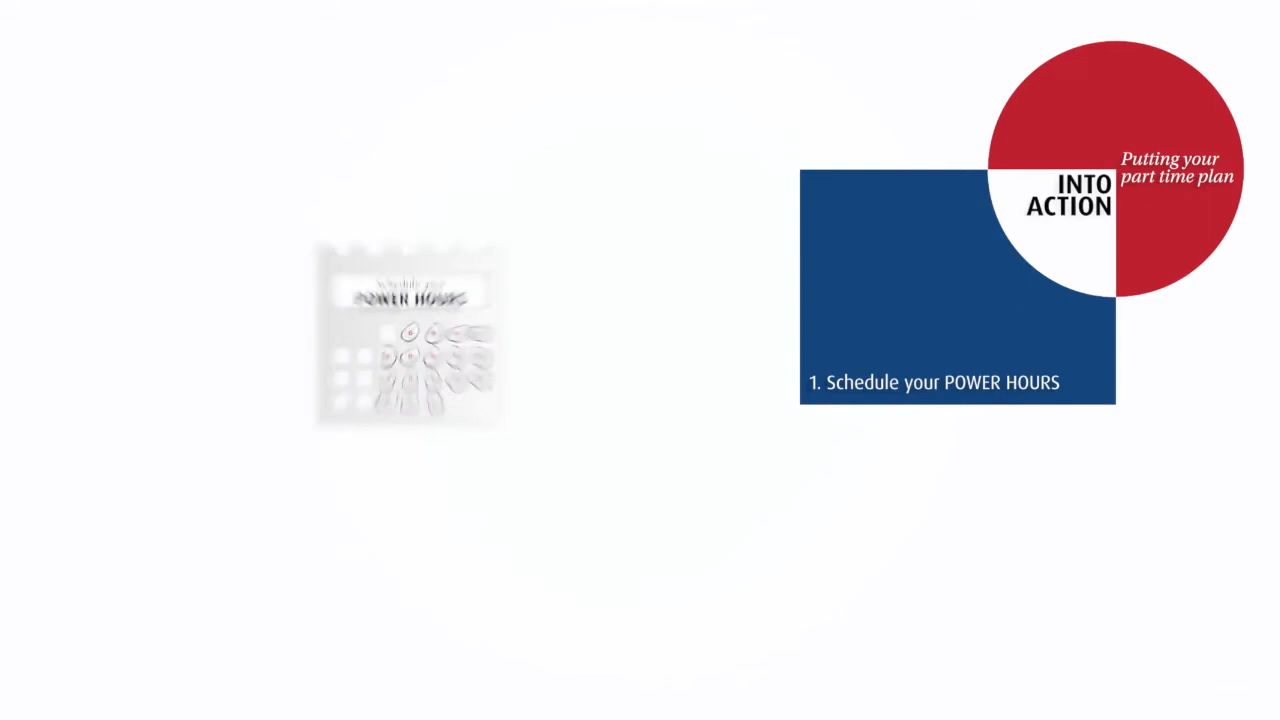 Putting your
part time plan
INTO
ACTION
1. Schedule your POWER HOURS
POWER HOURS